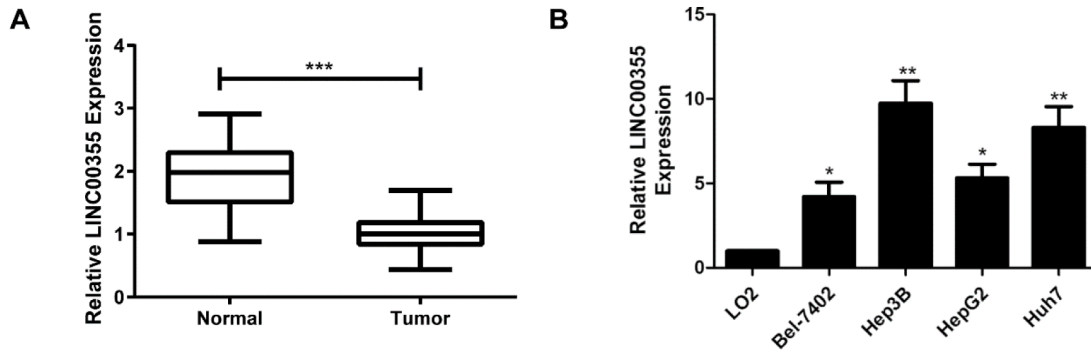 A
Relative LINC00355 Expression
4
3
2
1
0
***
Normal
Tumor
B
Relative LINC00355
Expression
15
10
5
0
*
**
*
**
LO2
Bel-7402
Hep3B
HepG2
Huh7